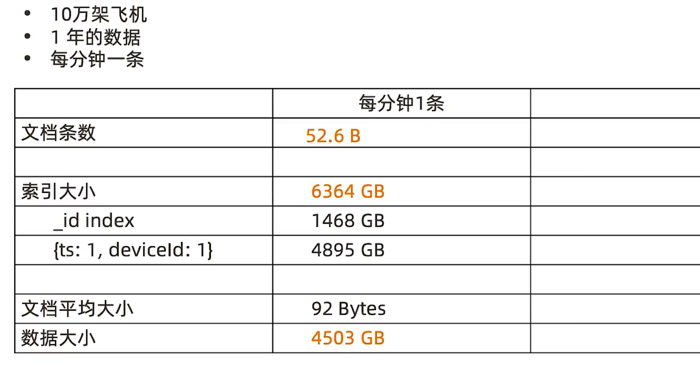 • 10万架飞机
• 1 年的数据
• 每分钟一条
每分钟1条
文档条数 52.6 B
索引大小 6364 GB
_id index 1468 GB
{ts: 1, deviceId: 1} 4895 GB
文档平均大小 92 Bytes
数据大小 4503 GB